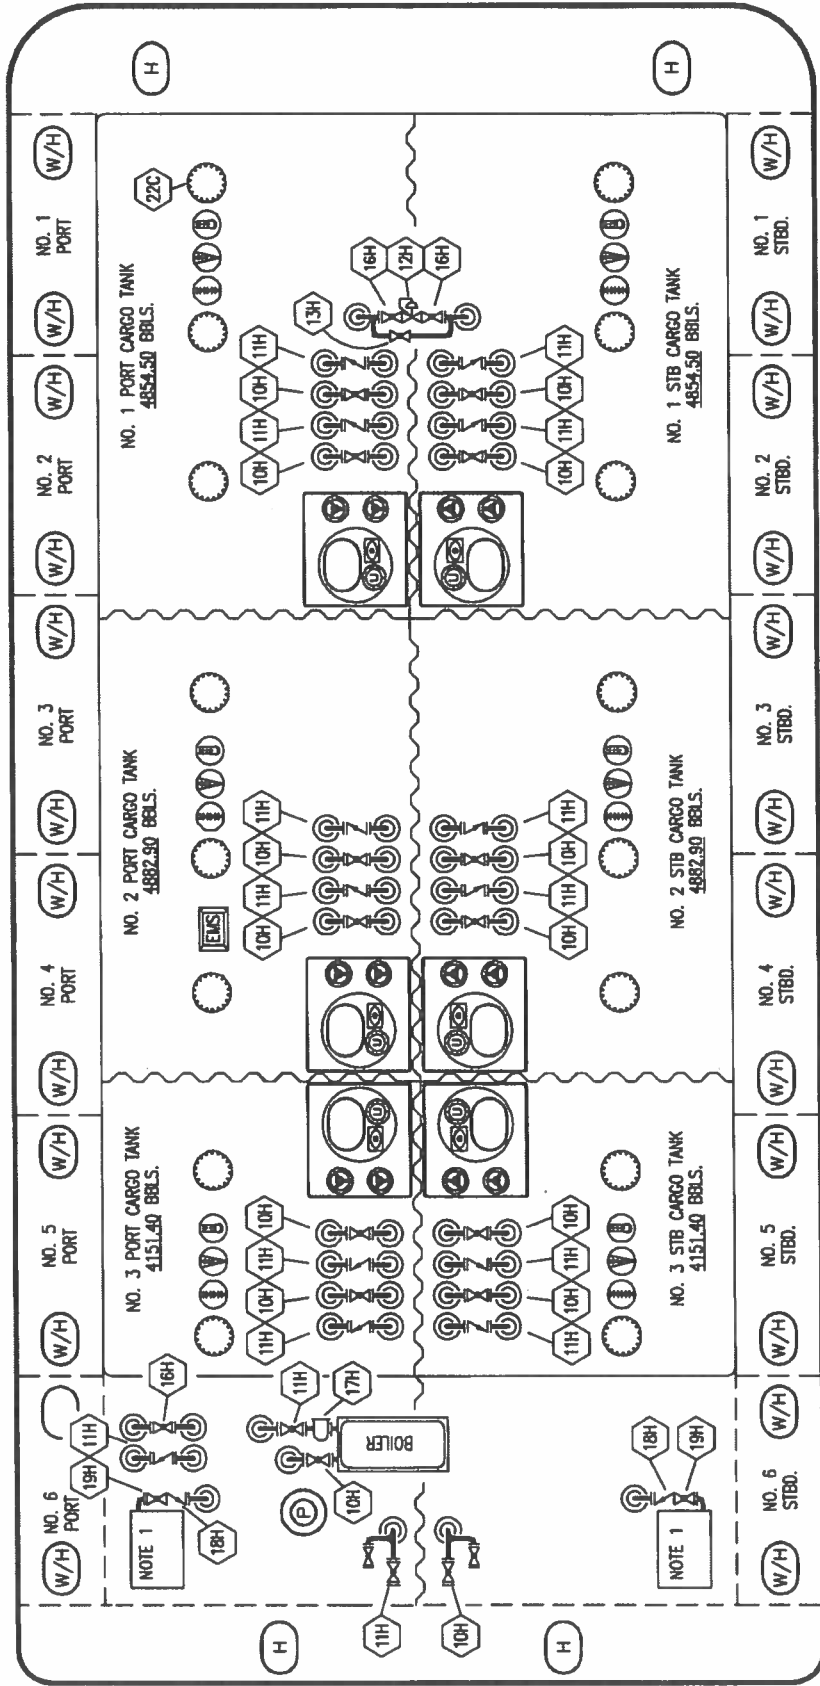 H
H
W/H
NO. 6
PORT
W/H
NO. 5
PORT
W/H
W/H
NO. 4
PORT
W/H
W/H
NO. 3
PORT
W/H
W/H
NO. 2
PORT
W/H
W/H
NO. 1
PORT
W/H
H
H
NOTE 1
19H
11H
16H
18H
NO. 3 PORT CARGO TANK
4151.40 BBLS.
NO. 2 PORT CARGO TANK
4882.90 BBLS.
EMS
NO. 1 PORT CARGO TANK
4854.50 BBLS.
22C
11H
17H
10H
BOILER
P
11H
10H
11H
10H
11H
10H
U
U
10H
11H
10H
11H
U
10H
11H
10H
11H
13H
16H
12H
16H
11H
10H
U
U
U
11H
10H
11H
10H
10H
11H
10H
11H
10H
11H
10H
11H
NOTE 1
18H
19H
NO. 3 STB CARGO TANK
4151.40 BBLS.
NO. 2 STB CARGO TANK
4882.90 BBLS.
NO. 1 STB CARGO TANK
4854.50 BBLS.
W/H
NO. 6
STBD.
W/H
W/H
NO. 5
STBD.
W/H
W/H
NO. 4
STBD.
W/H
W/H
NO. 3
STBD.
W/H
W/H
NO. 2
STBD.
W/H
W/H
NO. 1
STBD.
W/H